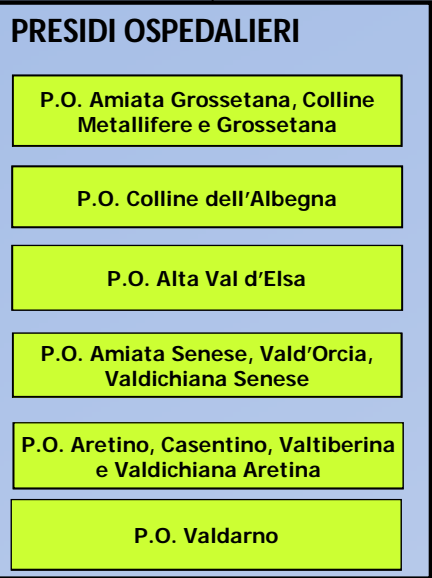 PRESIDI OSPEDALIERI
P.O. Amiata Grossetana, Colline
Metallifere e Grossetana
P.O. Colline dell'Albegna
P.O. Alta Val d'Elsa
P.O. Amiata Senese, Vald'Orcia,
Valdichiana Senese
P.O. Aretino, Casentino, Valtiberina
e Valdichiana Aretina
P.O. Valdarno